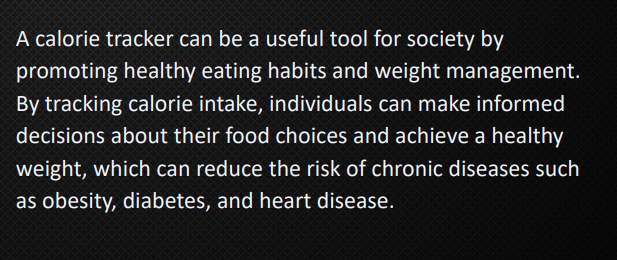 A calorie tracker can be a useful tool for society by
promoting healthy eating habits and weight management.
By tracking calorie intake, individuals can make informed
decisions about their food choices and achieve a healthy
weight, which can reduce the risk of chronic diseases such
as obesity, diabetes, and heart disease.